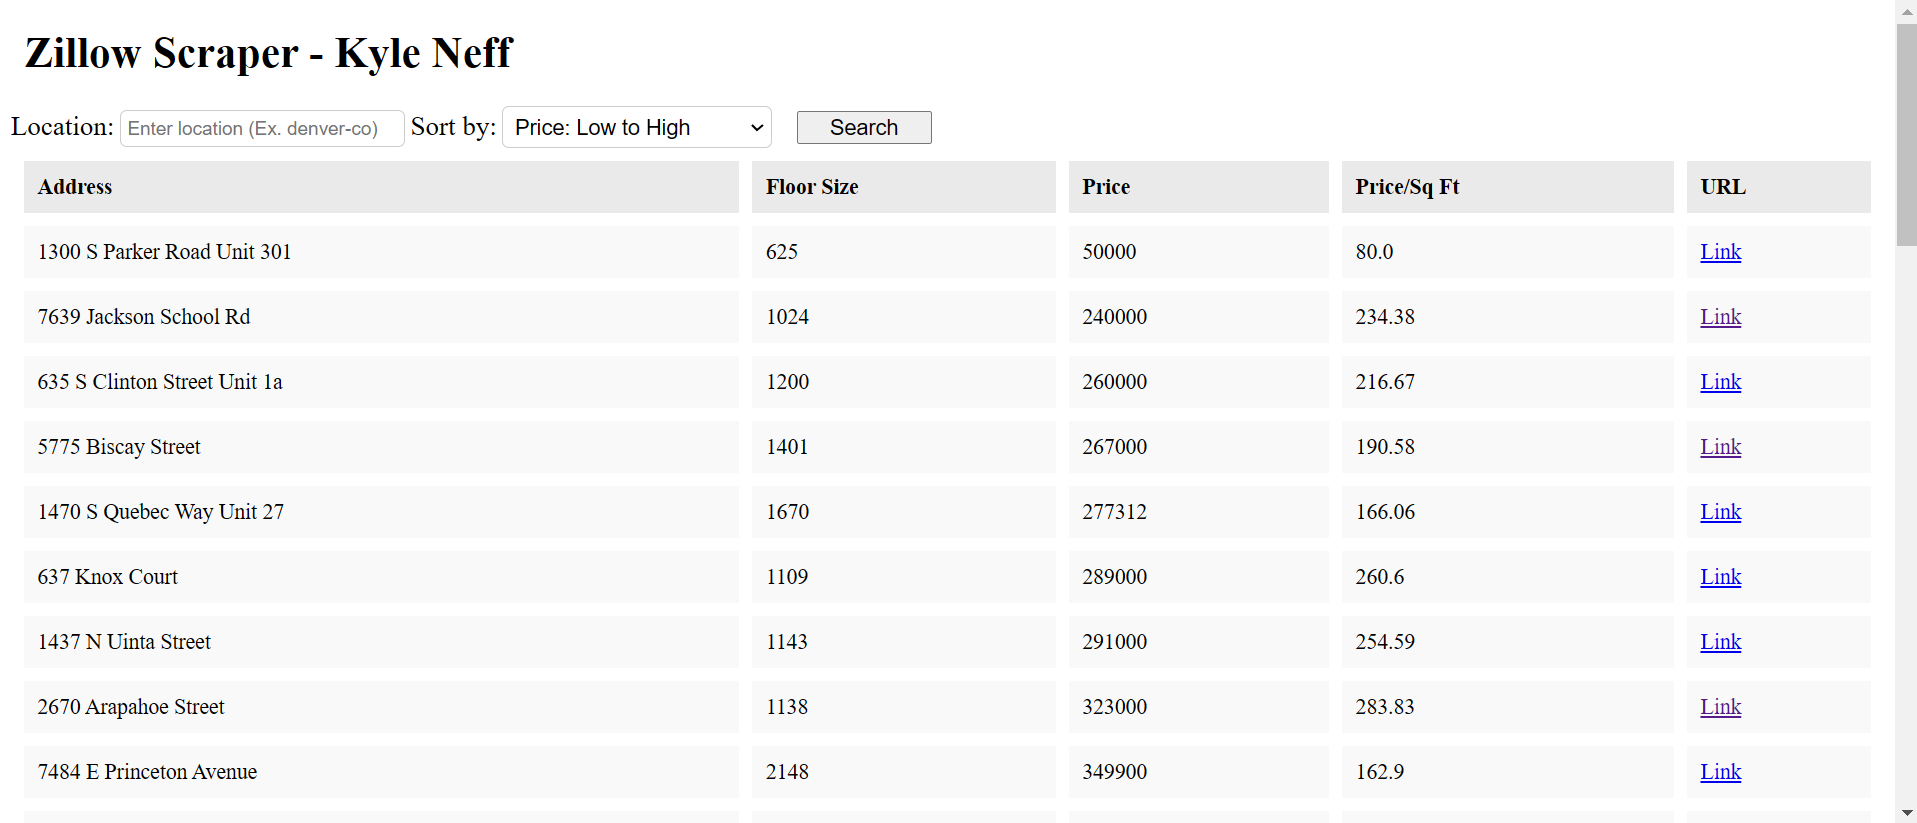 Zillow Scraper - Kyle Neff
Location: Enter location (Ex. denver-co) Sort by: Price: Low to High Search
Address Floor Size Price Price/Sq Ft URL
1300 S Parker Road Unit 301 625 50000 80.0 Link
7639 Jackson School Rd 1024 240000 234.38 Link
635 S Clinton Street Unit 1a 1200 260000 216.67 Link
5775 Biscay Street 1401 267000 190.58 Link
1470 S Quebec Way Unit 27 1670 277312 166.06 Link
637 Knox Court 1109 289000 260.6 Link
1437 N Uinta Street 1143 291000 254.59 Link
2670 Arapahoe Street 1138 323000 283.83 Link
7484 E Princeton Avenue 2148 349900 162.9 Link